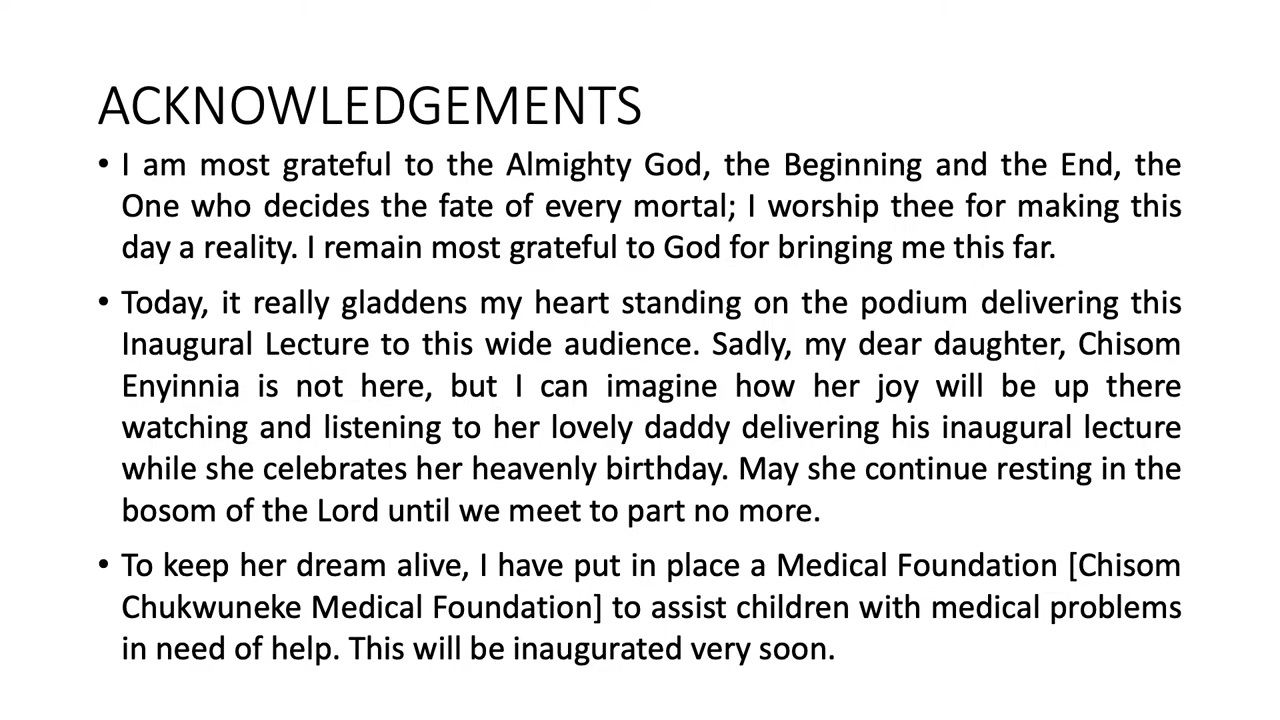 ACKNOWLEDGEMENTS
• I am most grateful to the Almighty God, the Beginning and the End, the
One who decides the fate of every mortal; I worship thee for making this
day a reality. I remain most grateful to God for bringing me this far.
• Today, it really gladdens my heart standing on the podium delivering this
Inaugural Lecture to this wide audience. Sadly, my dear daughter, Chisom
Enyinnia is not here, but I can imagine how her joy will be up there
watching and listening to her lovely daddy delivering his inaugural lecture
while she celebrates her heavenly birthday. May she continue resting in the
bosom of the Lord until we meet to part no more.
• To keep her dream alive, I have put in place a Medical Foundation [Chisom
Chukwuneke Medical Foundation] to assist children with medical problems
in need of help. This will be inaugurated very soon.